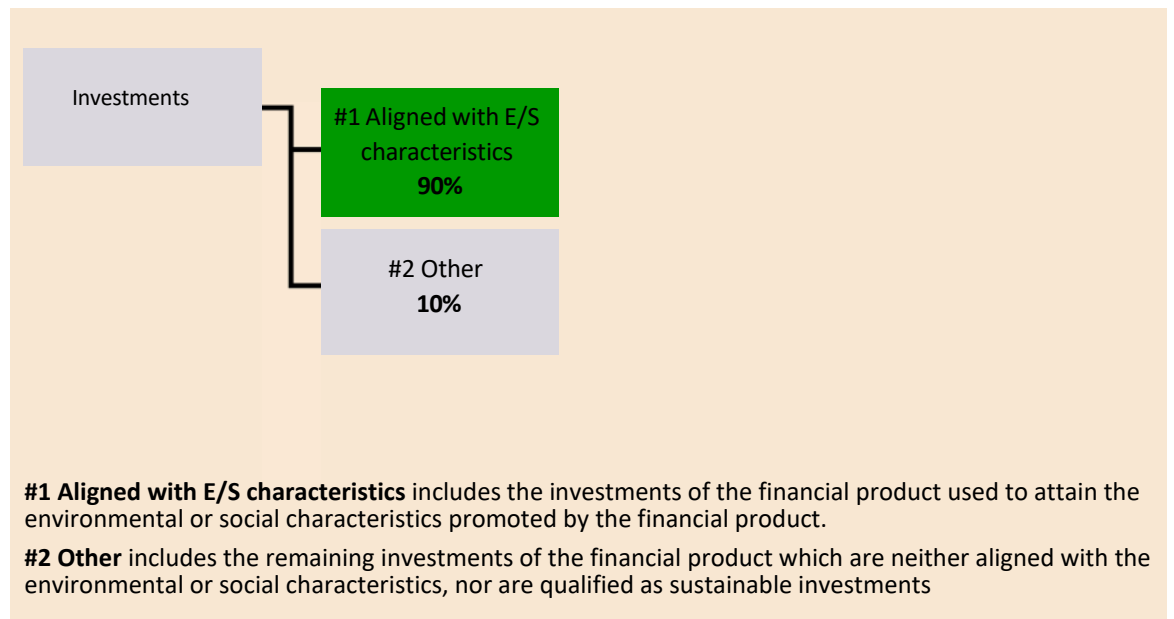 Investments
#1 Aligned with E/S
characteristics
90%
#2 Other
10%
#1 Aligned with E/S characteristics includes the investments of the financial product used to attain the
environmental or social characteristics promoted by the financial product.
#2 Other includes the remaining investments of the financial product which are neither aligned with the
environmental or social characteristics, nor are qualified as sustainable investments